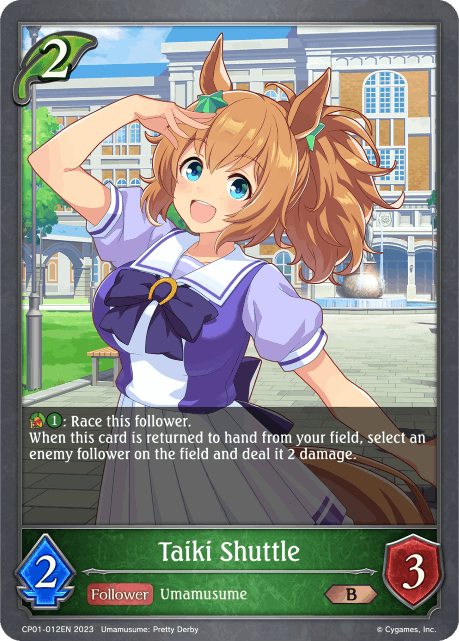 2
1: Race this follower.
When this card is returned to hand from your field, select an
enemy follower on the field and deal it 2 damage.
Taiki Shuttle
2
Follower Umamusume
B
3
CP01-012EN 2023 Umamusume: Pretty Derby
© Cygames, Inc.